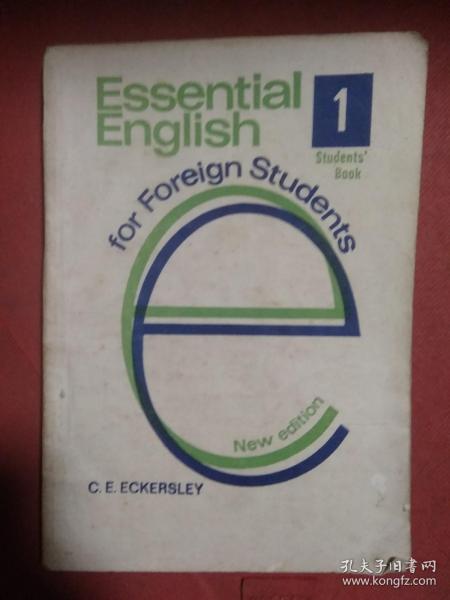 Essential
English
1
Students'
Book
for Foreign Students
New edition
C. E. ECKERSLEY
孔夫子旧书网
www.kongfz.com